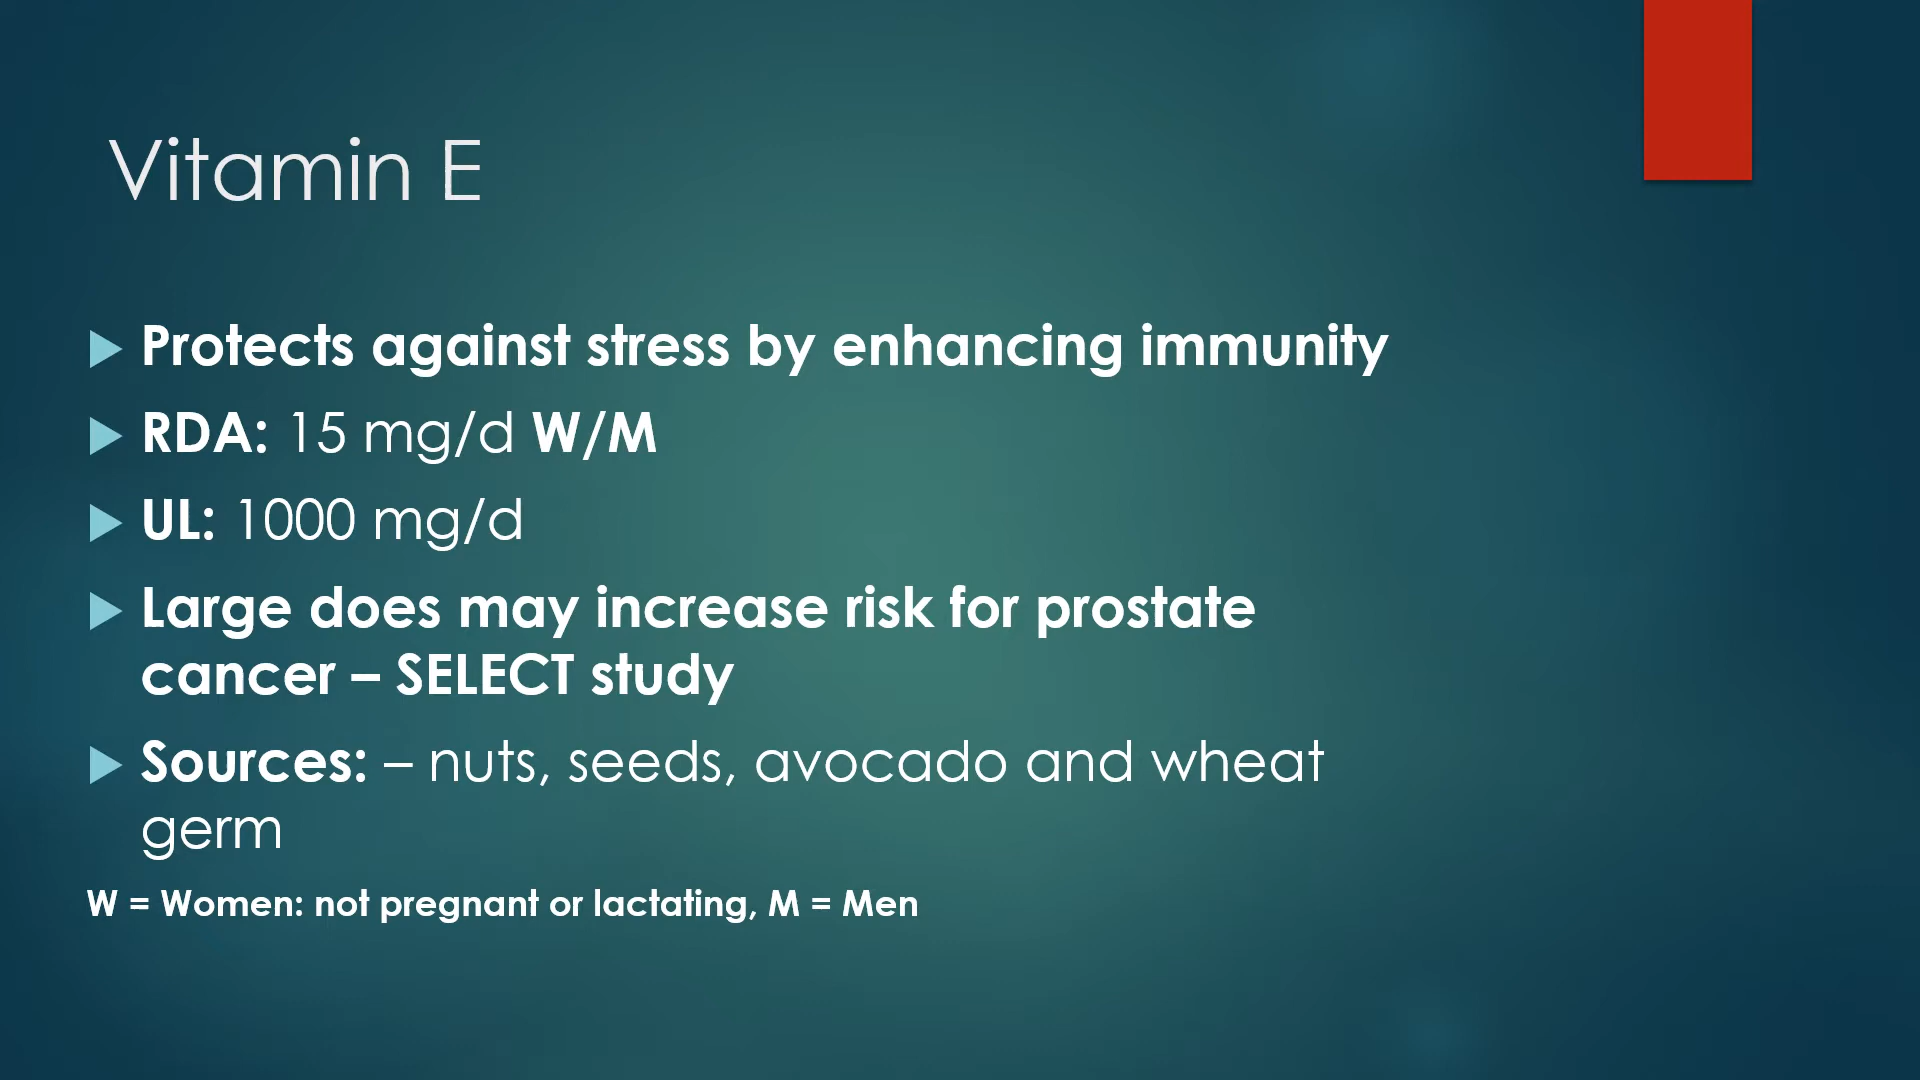 Vitamin E
Protects against stress by enhancing immunity
RDA: 15 mg/d W/M
UL: 1000 mg/d
Large does may increase risk for prostate
cancer – SELECT study
Sources: – nuts, seeds, avocado and wheat
germ
W = Women: not pregnant or lactating, M = Men